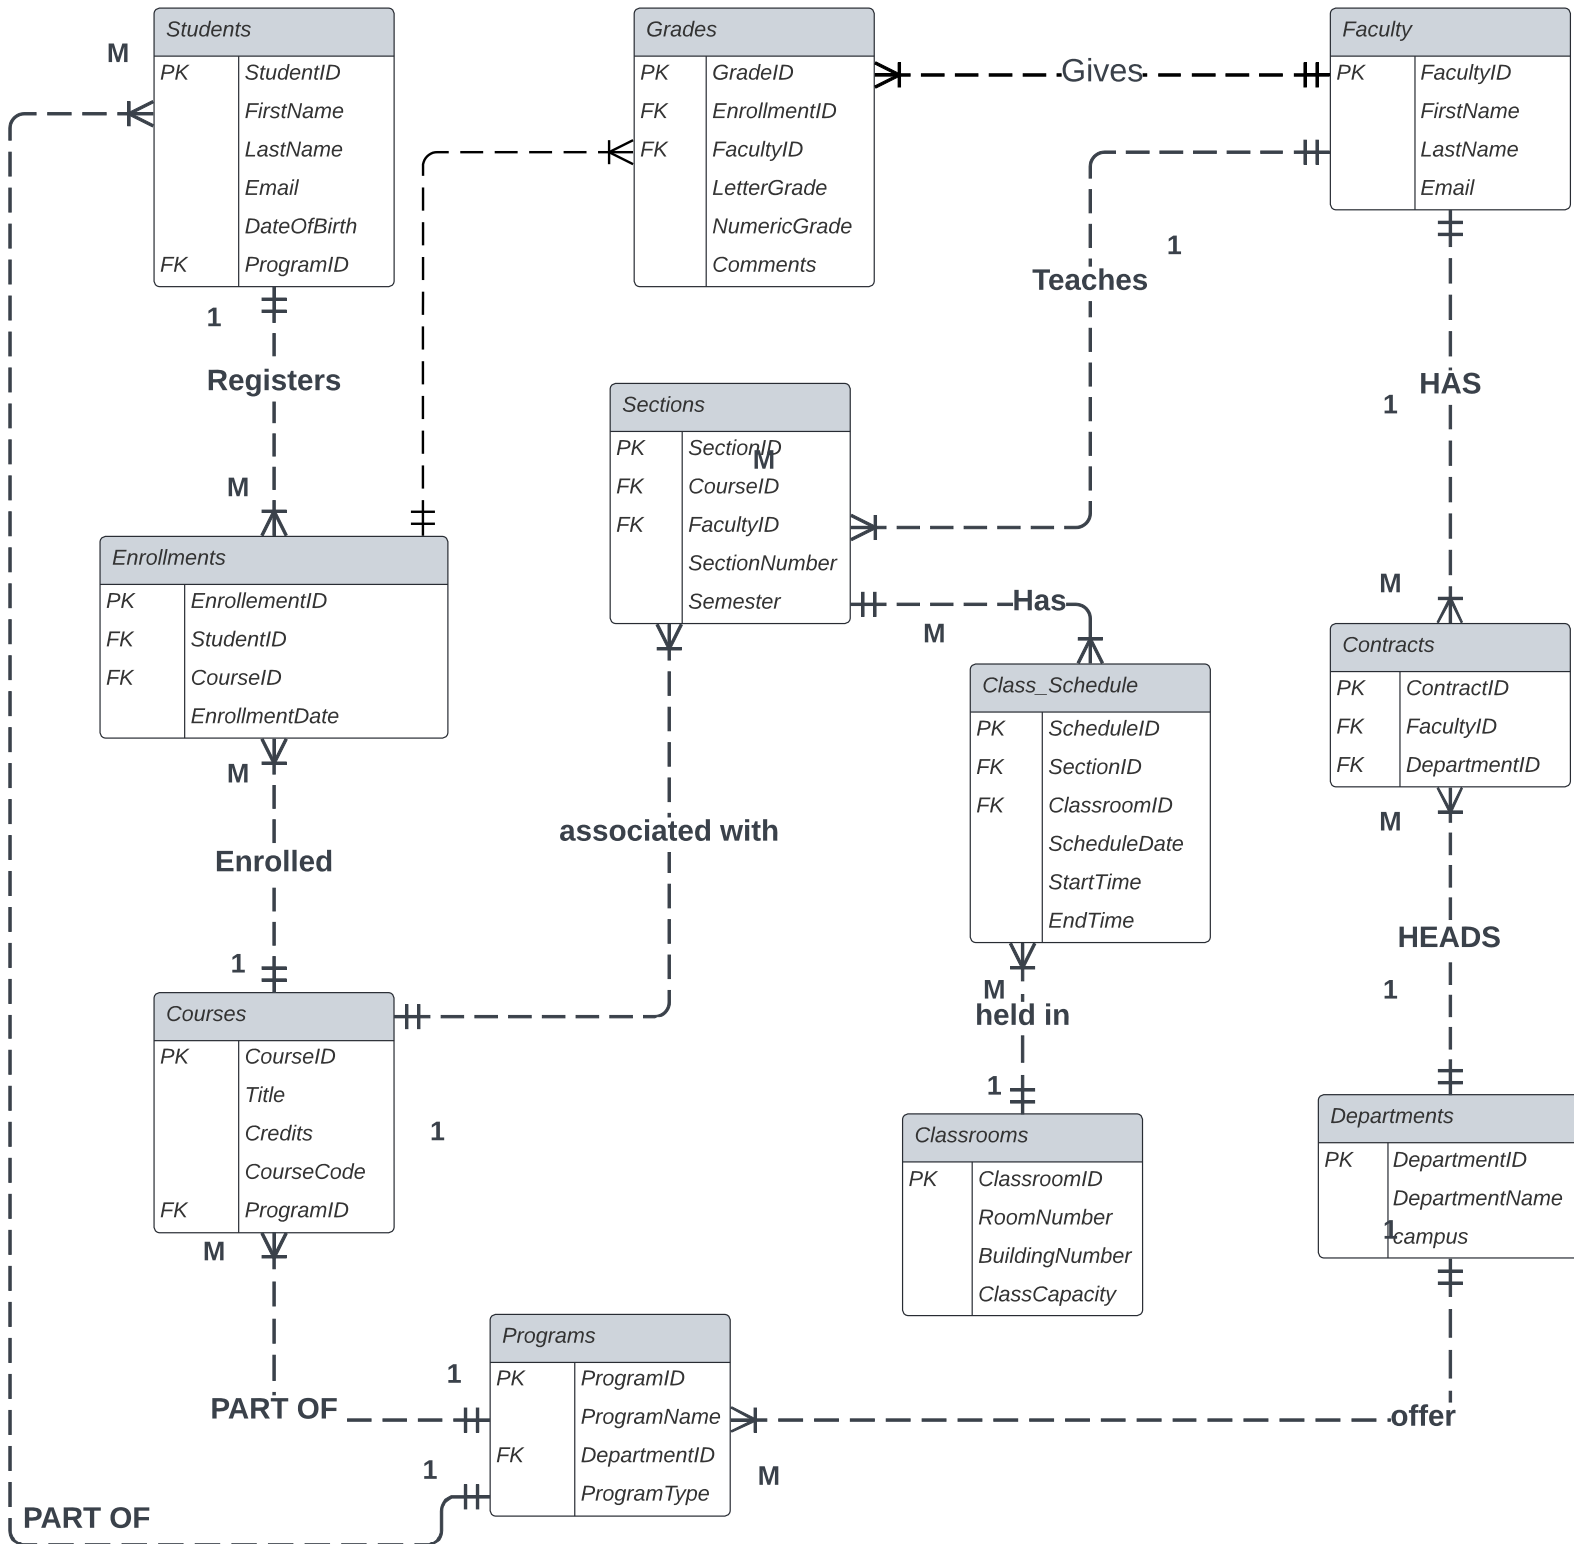 Students
PK StudentID
FirstName
LastName
Email
DateOfBirth
FK ProgramID
M
1
Registers
M
Grades
PK GradeID
FK EnrollmentID
FK FacultyID
LetterGrade
NumericGrade
Comments
Gives
Faculty
PK FacultyID
FirstName
LastName
Email
1
Teaches
HAS
1
M
Sections
PK SectionID
M
FK CourseID
FK FacultyID
SectionNumber
Semester
Has
M
Enrollments
PK EnrollementID
FK StudentID
FK CourseID
EnrollmentDate
M
Enrolled
1
associated with
Class_Schedule
PK ScheduleID
FK SectionID
FK ClassroomID
ScheduleDate
StartTime
EndTime
M
held in
1
Contracts
PK ContractID
FK FacultyID
FK DepartmentID
M
HEADS
1
Courses
PK CourseID
Title
Credits
CourseCode
FK ProgramID
1
M
PART OF
1
Classrooms
PK ClassroomID
RoomNumber
BuildingNumber
ClassCapacity
Departments
PK DepartmentID
DepartmentName
1
campus
offer
Programs
PK ProgramID
ProgramName
FK DepartmentID
ProgramType
M
1
PART OF